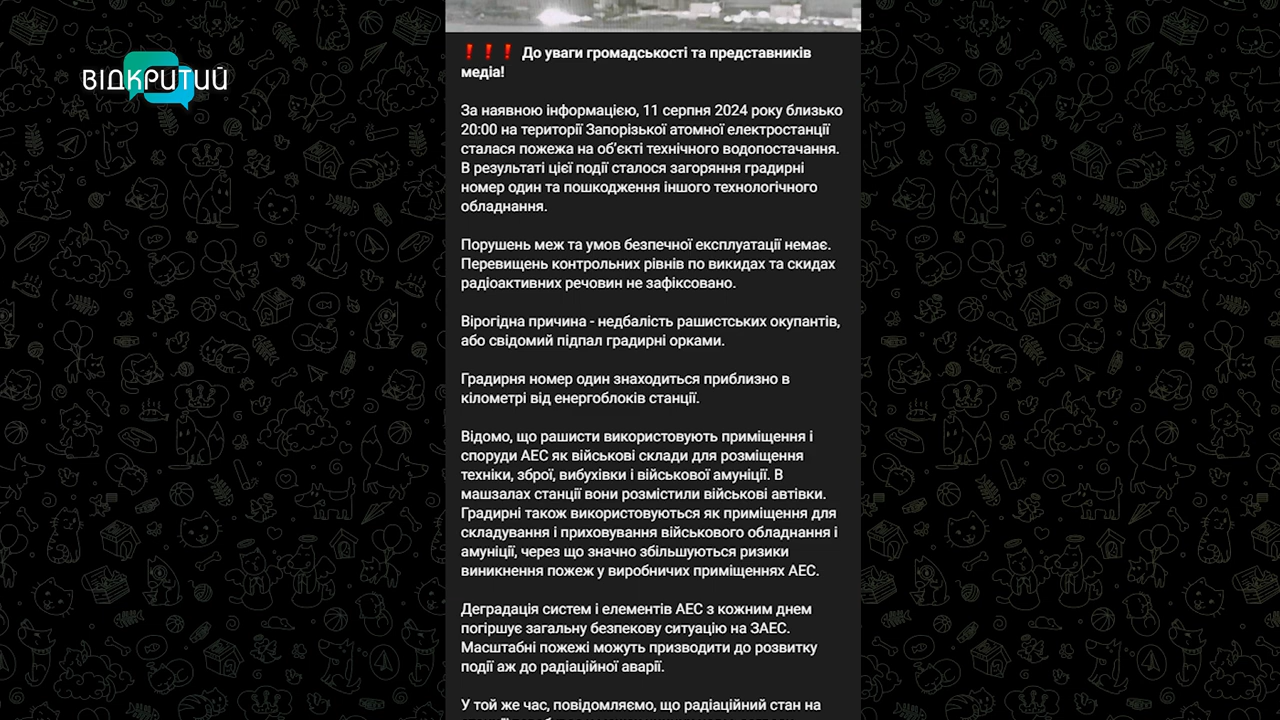 ВІДКРИТИЙ
❗❗❗ До уваги громадськості та представників
медіа!
За наявною інформацією, 11 серпня 2024 року близько
20:00 на території Запорізької атомної електростанції
сталася пожежа на об’єкті технічного водопостачання.
В результаті цієї події сталося загоряння градирні
номер один та пошкодження іншого технологічного
обладнання.
Порушень меж та умов безпечної експлуатації немає.
Перевищень контрольних рівнів по викидах та скидах
радіоактивних речовин не зафіксовано.
Вірогідна причина - недбалість рашистських окупантів,
або свідомий підпал градирні орками.
Градирня номер один знаходиться приблизно в
кілометрі від енергоблоків станції.
Відомо, що рашисти використовують приміщення і
споруди АЕС як військові склади для розміщення
техніки, зброї, вибухівки і військової амуніції. В
машзалах станції вони розмістили військові автівки.
Градирні також використовуються як приміщення для
складування і приховування військового обладнання і
амуніції, через що значно збільшуються ризики
виникнення пожеж у виробничих приміщеннях АЕС.
Деградація систем і елементів АЕС з кожним днем
погіршує загальну безпекову ситуацію на ЗАЕС.
Масштабні пожежі можуть призводити до розвитку
події аж до радіаційної аварії.
У той же час, повідомляємо, що радіаційний стан на